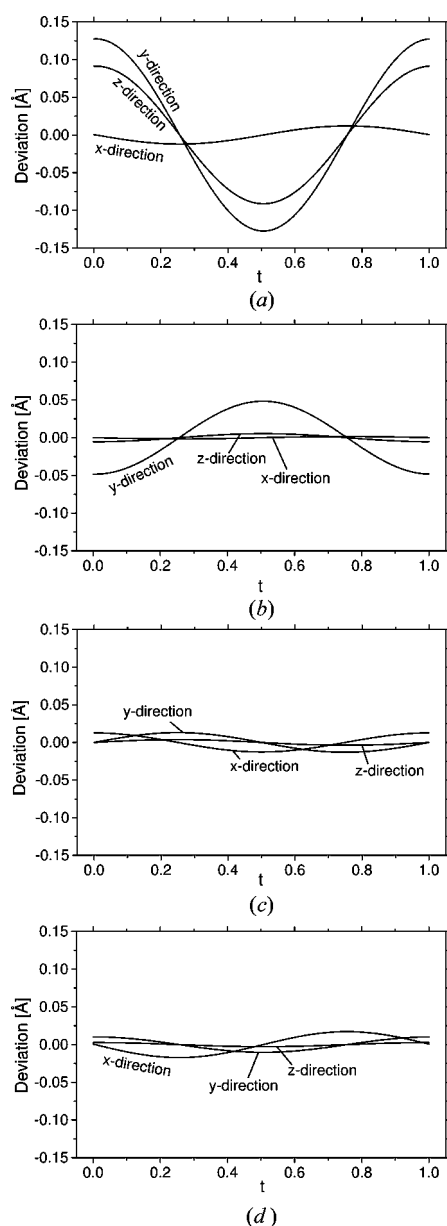 Deviation [Å]
0.15
0.10
0.05
0.00
-0.05
-0.10
-0.15
y-direction
z-direction
x-direction
0.0 0.2 0.4 0.6 0.8 1.0
t
(a)
Deviation [Å]
0.15
0.10
0.05
0.00
-0.05
-0.10
-0.15
y-direction
z-direction
x-direction
0.0 0.2 0.4 0.6 0.8 1.0
t
(b)
Deviation [Å]
0.15
0.10
0.05
0.00
-0.05
-0.10
-0.15
y-direction
x-direction
z-direction
0.0 0.2 0.4 0.6 0.8 1.0
t
(c)
Deviation [Å]
0.15
0.10
0.05
0.00
-0.05
-0.10
-0.15
x-direction
y-direction
z-direction
0.0 0.2 0.4 0.6 0.8 1.0
t
(d)